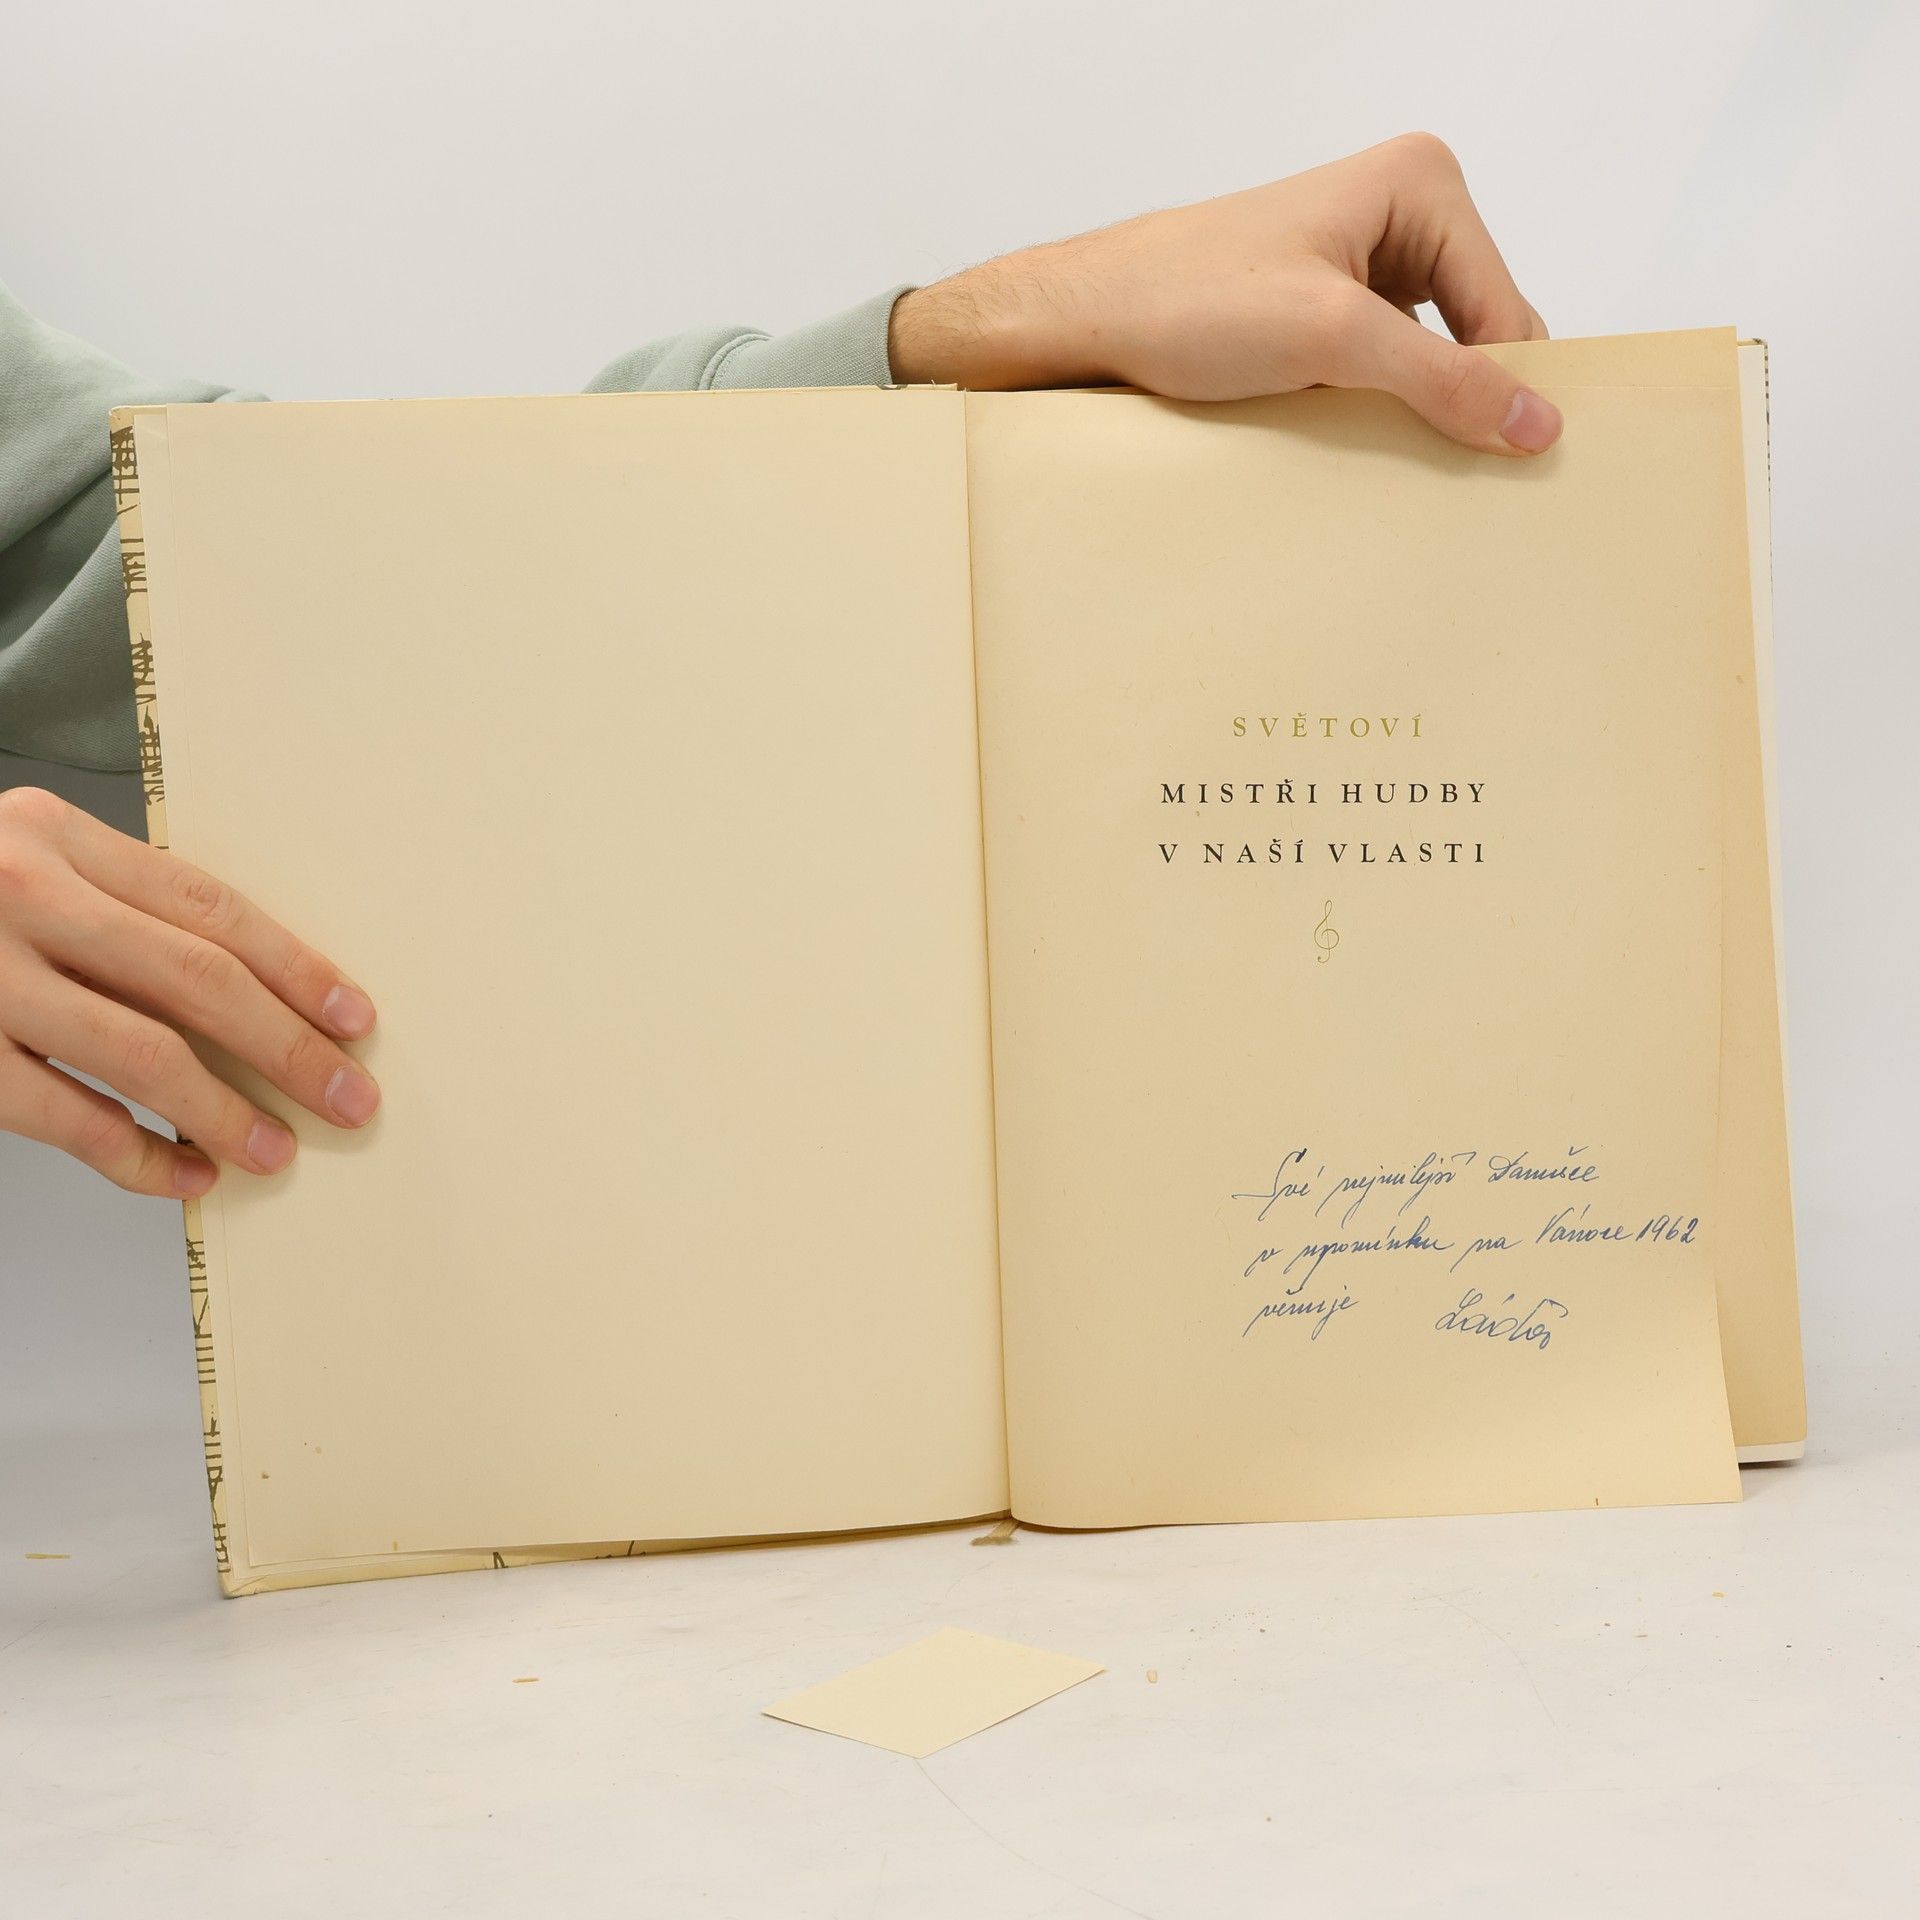 SVĚTOVÍ
MISTŘI HUDBY
V NAŠÍ VLASTI
Své nejmilejší Danušce
v upomínku na Vánoce 1962
věnuje